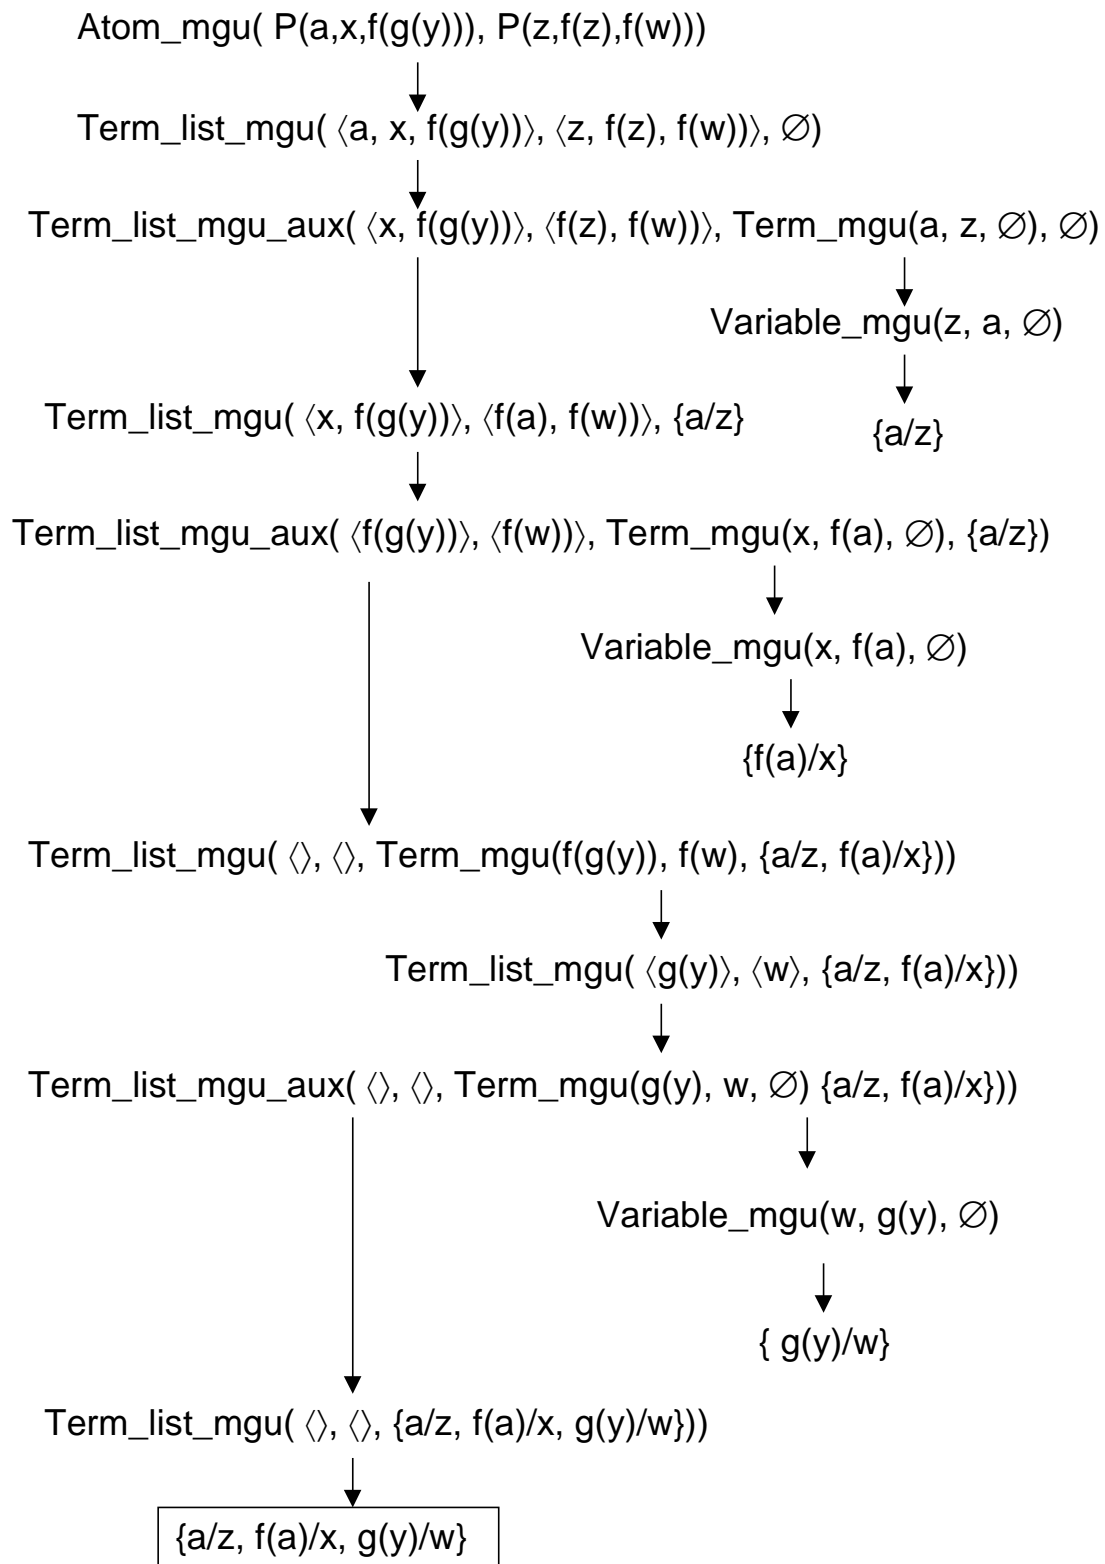 Atom_mgu( P(a,x,f(g(y))), P(z,f(z),f(w)))
Term_list_mgu( ⟨a, x, f(g(y))⟩, ⟨z, f(z), f(w))⟩, ∅)
Term_list_mgu_aux( ⟨x, f(g(y))⟩, ⟨f(z), f(w))⟩, Term_mgu(a, z, ∅), ∅)
Variable_mgu(z, a, ∅)
Term_list_mgu( ⟨x, f(g(y))⟩, ⟨f(a), f(w))⟩, {a/z}
{a/z}
Term_list_mgu_aux( ⟨f(g(y))⟩, ⟨f(w))⟩, Term_mgu(x, f(a), ∅), {a/z})
Variable_mgu(x, f(a), ∅)
{f(a)/x}
Term_list_mgu( ⟨⟩, ⟨⟩, Term_mgu(f(g(y)), f(w), {a/z, f(a)/x}))
Term_list_mgu( ⟨g(y)⟩, ⟨w⟩, {a/z, f(a)/x}))
Term_list_mgu_aux( ⟨⟩, ⟨⟩, Term_mgu(g(y), w, ∅) {a/z, f(a)/x}))
Variable_mgu(w, g(y), ∅)
{ g(y)/w}
Term_list_mgu( ⟨⟩, ⟨⟩, {a/z, f(a)/x, g(y)/w}))
{a/z, f(a)/x, g(y)/w}